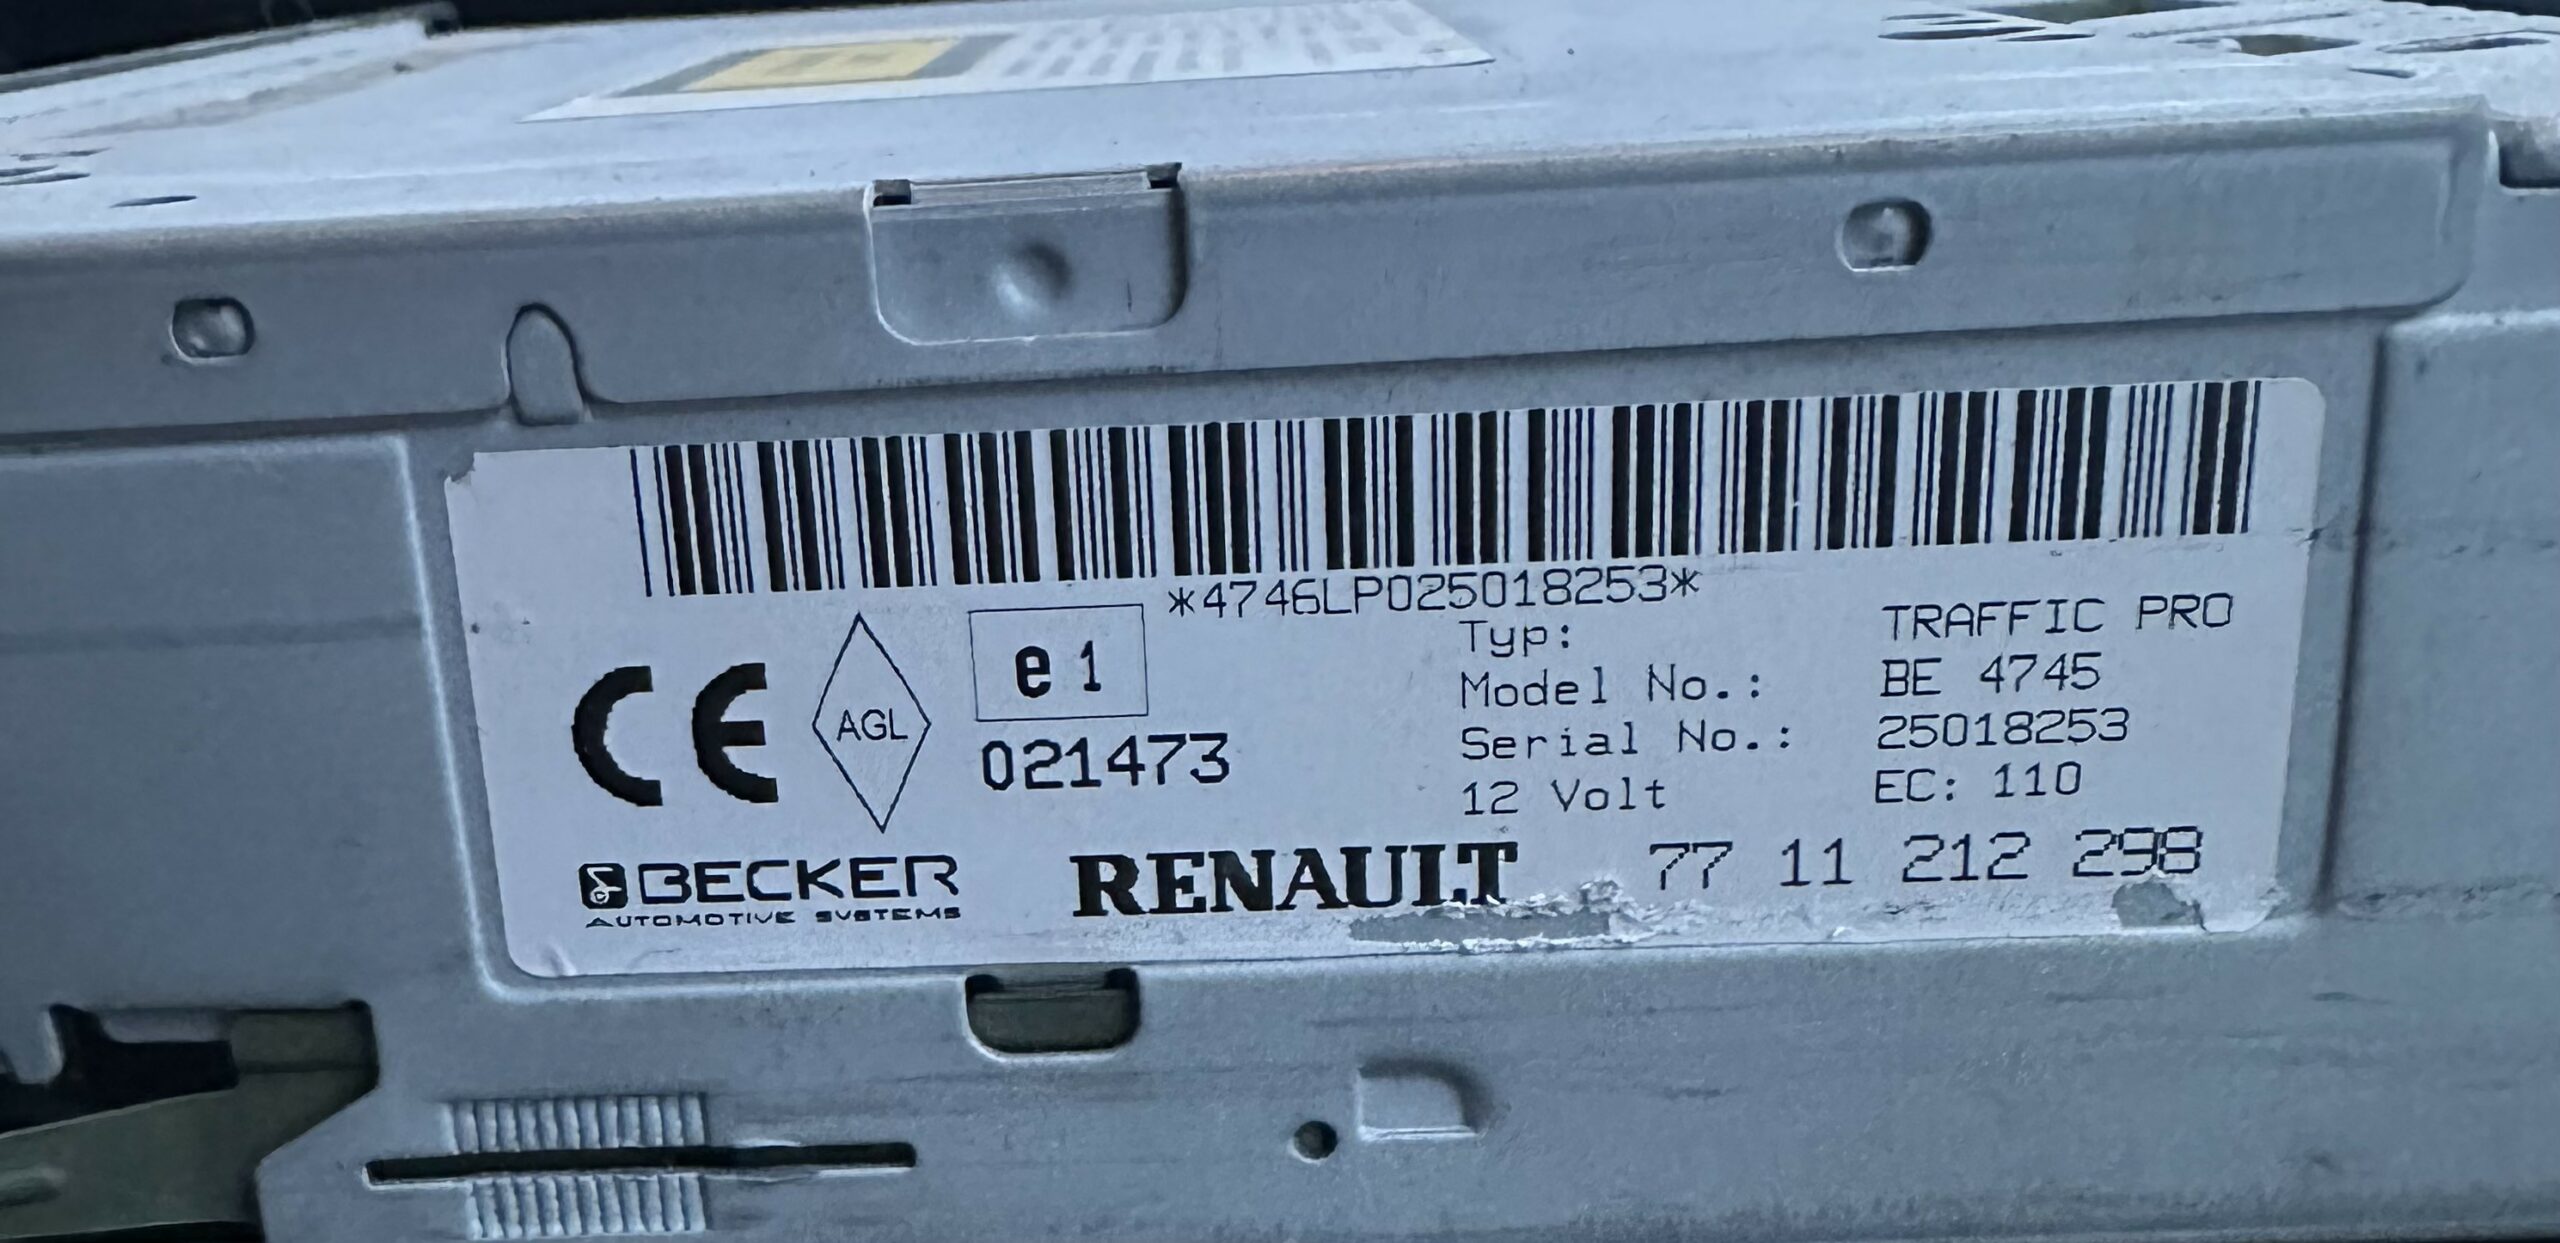 *4746LP025018253*
CE
AGL
e1
021473
Typ: TRAFFIC PRO
Model No.: BE 4745
Serial No.: 25018253
12 Volt EC: 110
BECKER
AUTOMOTIVE SYSTEMS
RENAULT 77 11 212 298